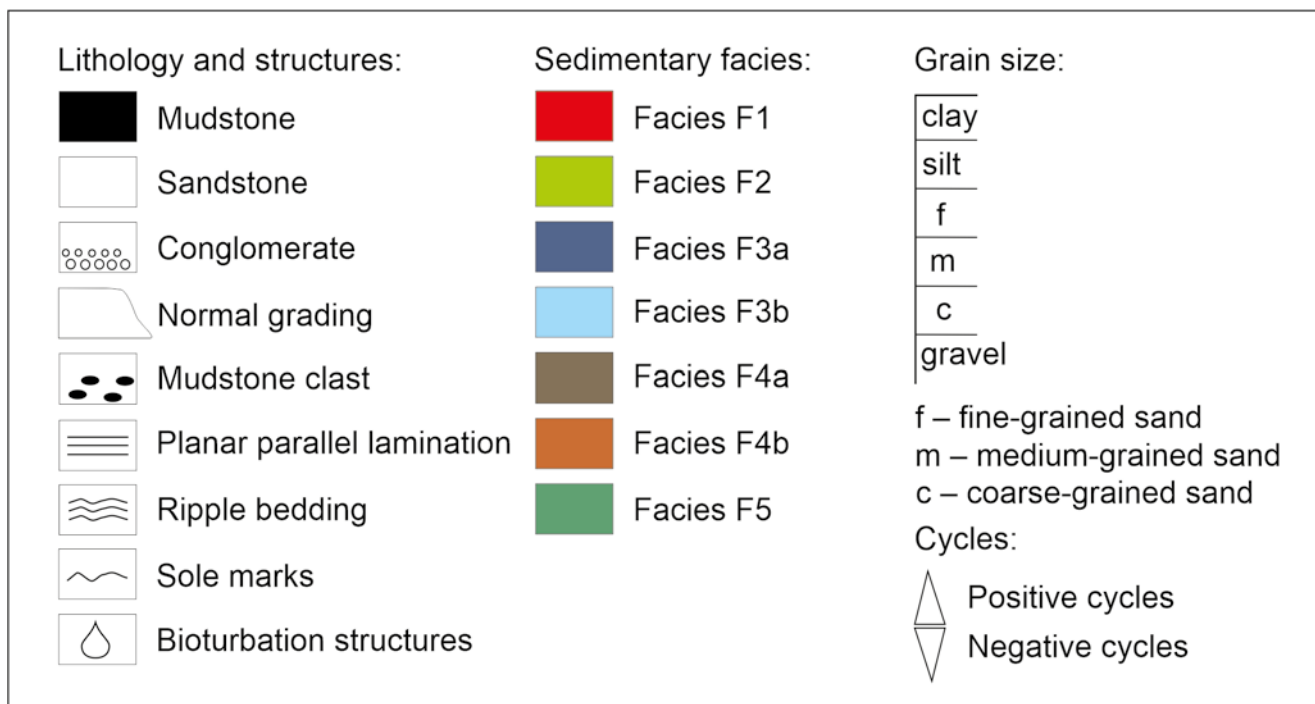 Lithology and structures:
Mudstone
Sandstone
Conglomerate
Normal grading
Mudstone clast
Planar parallel lamination
Ripple bedding
Sole marks
Bioturbation structures
Sedimentary facies:
Facies F1
Facies F2
Facies F3a
Facies F3b
Facies F4a
Facies F4b
Facies F5
Grain size:
clay
silt
f
m
c
gravel
f – fine-grained sand
m – medium-grained sand
c – coarse-grained sand
Cycles:
Positive cycles
Negative cycles